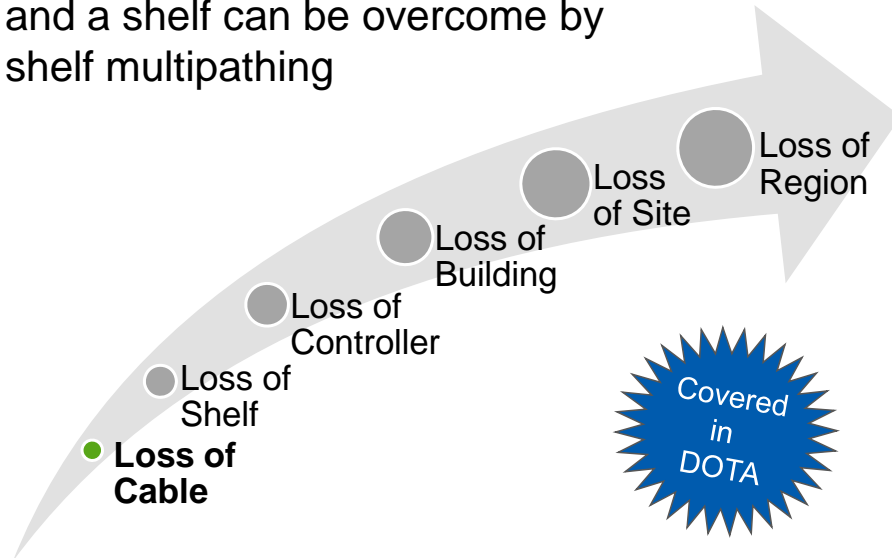 and a shelf can be overcome by
shelf multipathing
Loss of
Region
Loss
of Site
Loss of
Building
Loss of
Controller
Loss of
Shelf
Loss of
Cable
Covered
in
DOTA